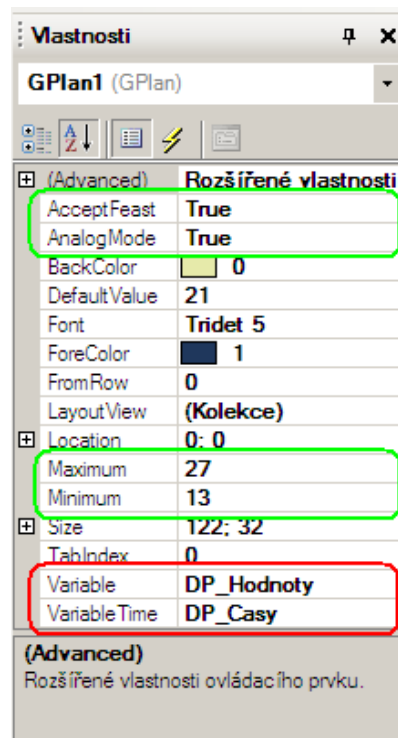 Vlastnosti
GPlan1 (GPlan)
(Advanced) Rozšířené vlastnosti
AcceptFeast True
AnalogMode True
BackColor 0
DefaultValue 21
Font Tridet 5
ForeColor 1
FromRow 0
LayoutView (Kolekce)
Location 0; 0
Maximum 27
Minimum 13
Size 122; 32
TabIndex 0
Variable DP_Hodnoty
VariableTime DP_Casy
(Advanced)
Rozšířené vlastnosti ovládacího prvku.